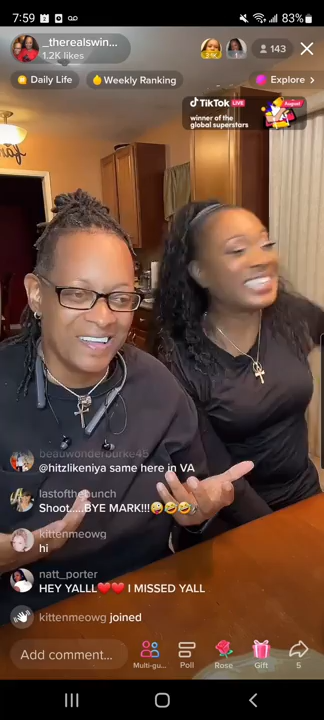 7:59
83%
_therealswin...
1.2K likes
143
Daily Life
Weekly Ranking
Explore >
TikTok LIVE
August
winner of the
global superstars
beauwonderburke45
@hitzlikeniya same here in VA
lastofthebunch
Shoot.....BYE MARK!!!🤪🤣🤣
kittenmeowg
hi
natt_porter
HEY YALLL❤️❤️ I MISSED YALL
kittenmeowg joined
Add comment...
Multi-gu...
Poll
Rose
Gift
5